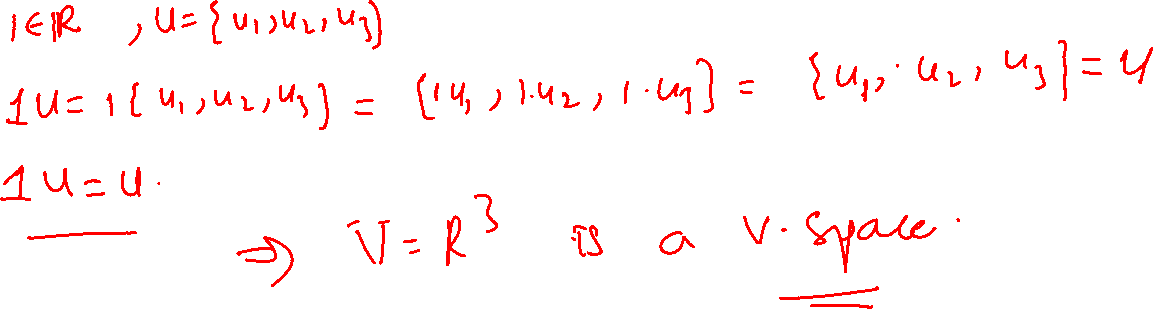 1∈ℝ , u={u₁,u₂,u₃}
1u=1{u₁,u₂,u₃} = {1u₁, 1.u₂, 1.u₃} = {u₁, .u₂, u₃}=u
1u=u.
⇒ V=R³ is a v. space.